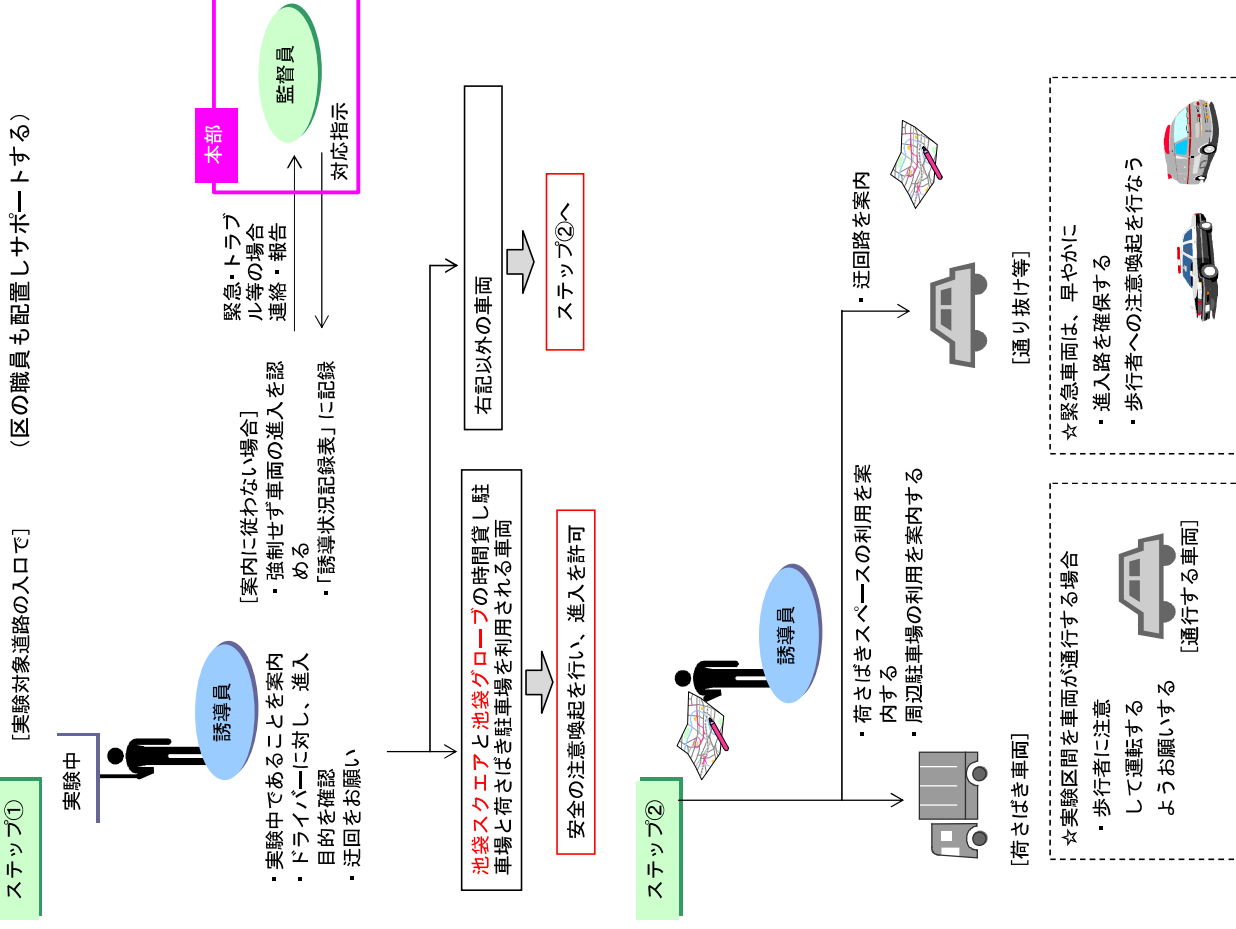 ステップ①
[実験対象道路の入口で]
（区の職員も配置しサポートする）
実験中
誘導員
・実験中であることを案内
・ドライバーに対し、進入
目的を確認
・迂回をお願い
[案内に従わない場合]
・強制せず車両の進入を認
める
・「誘導状況記録表」に記録
緊急・トラブ
ル等の場合
連絡・報告
本部
監督員
対応指示
池袋スクエアと池袋グローブの時間貸し駐
車場と荷さばき駐車場を利用される車両
安全の注意喚起を行い、進入を許可
右記以外の車両
ステップ②へ
ステップ②
誘導員
・荷さばきスペースの利用を案
内する
・周辺駐車場の利用を案内する
[荷さばき車両]
・迂回路を案内
[通り抜け等]
☆実験区間を車両が通行する場合
・歩行者に注意
して運転する
ようお願いする
[通行する車両]
☆緊急車両は、早やかに
・進入路を確保する
・歩行者への注意喚起を行なう